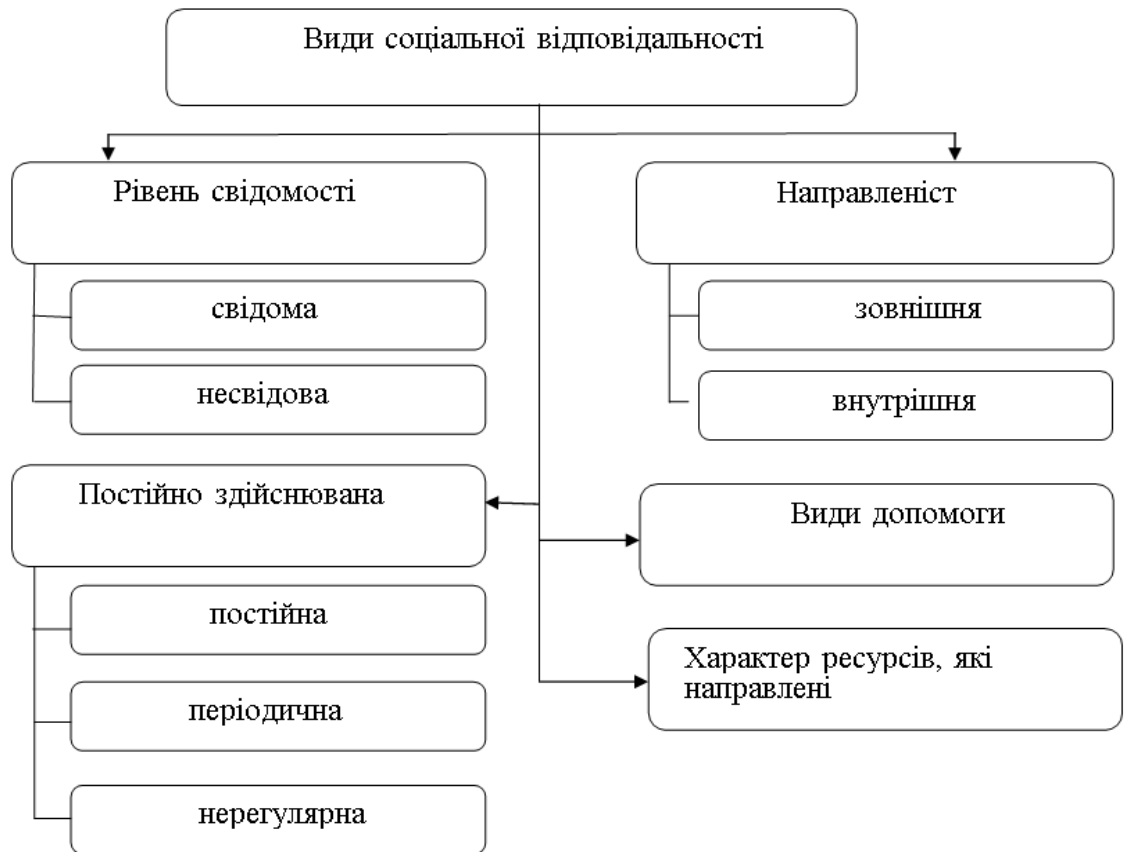 Види соціальної відповідальності
Рівень свідомості
свідома
несвідова
Направленіст
зовнішня
внутрішня
Постійно здійснювана
постійна
періодична
нерегулярна
Види допомоги
Характер ресурсів, які
направлені